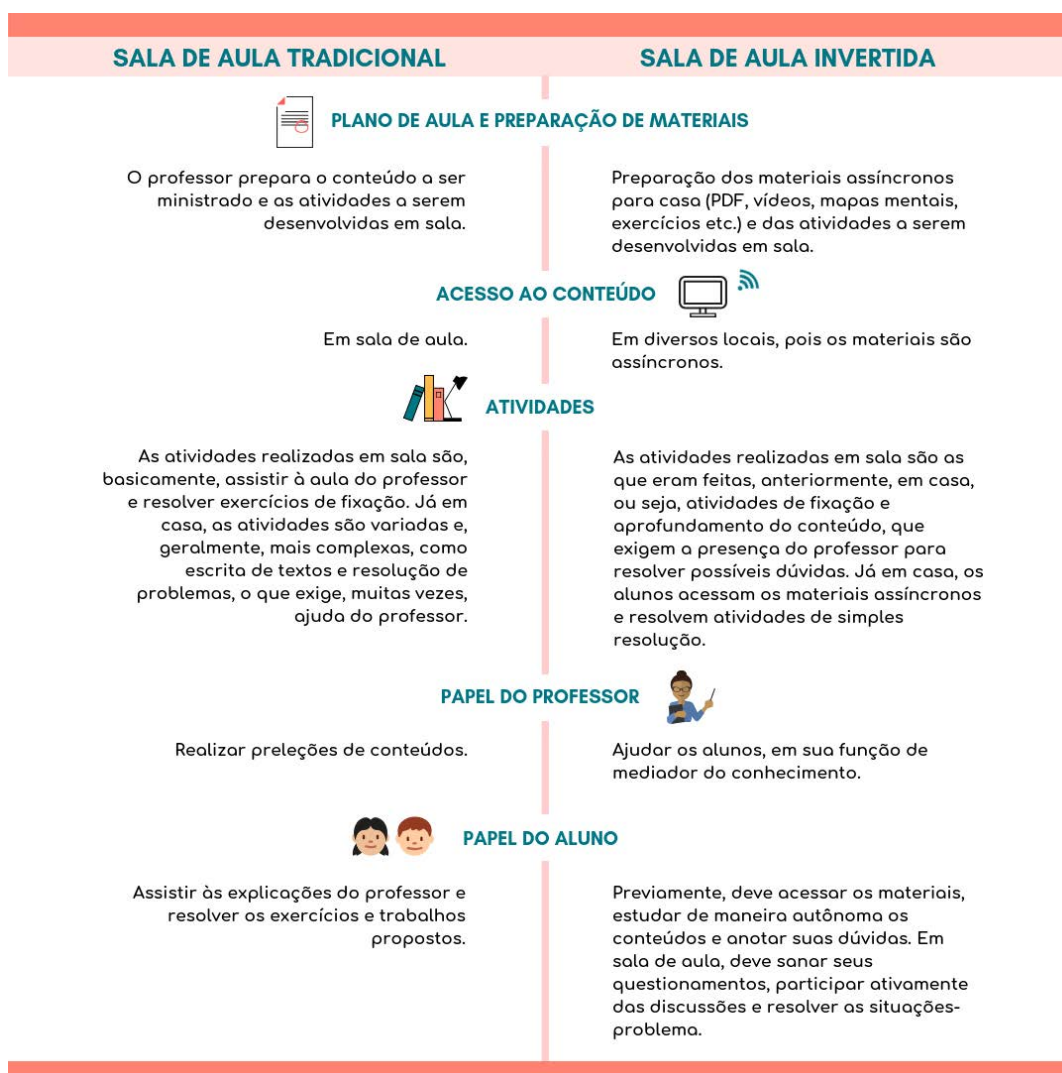 SALA DE AULA TRADICIONAL
SALA DE AULA INVERTIDA
PLANO DE AULA E PREPARAÇÃO DE MATERIAIS
O professor prepara o conteúdo a ser
ministrado e as atividades a serem
desenvolvidas em sala.
Preparação dos materiais assíncronos
para casa (PDF, vídeos, mapas mentais,
exercícios etc.) e das atividades a serem
desenvolvidas em sala.
ACESSO AO CONTEÚDO
Em sala de aula.
Em diversos locais, pois os materiais são
assíncronos.
ATIVIDADES
As atividades realizadas em sala são,
basicamente, assistir à aula do professor
e resolver exercícios de fixação. Já em
casa, as atividades são variadas e,
geralmente, mais complexas, como
escrita de textos e resolução de
problemas, o que exige, muitas vezes,
ajuda do professor.
As atividades realizadas em sala são as
que eram feitas, anteriormente, em casa,
ou seja, atividades de fixação e
aprofundamento do conteúdo, que
exigem a presença do professor para
resolver possíveis dúvidas. Já em casa, os
alunos acessam os materiais assíncronos
e resolvem atividades de simples
resolução.
PAPEL DO PROFESSOR
Realizar preleções de conteúdos.
Ajudar os alunos, em sua função de
mediador do conhecimento.
PAPEL DO ALUNO
Assistir às explicações do professor e
resolver os exercícios e trabalhos
propostos.
Previamente, deve acessar os materiais,
estudar de maneira autônoma os
conteúdos e anotar suas dúvidas. Em
sala de aula, deve sanar seus
questionamentos, participar ativamente
das discussões e resolver as situações-
problema.